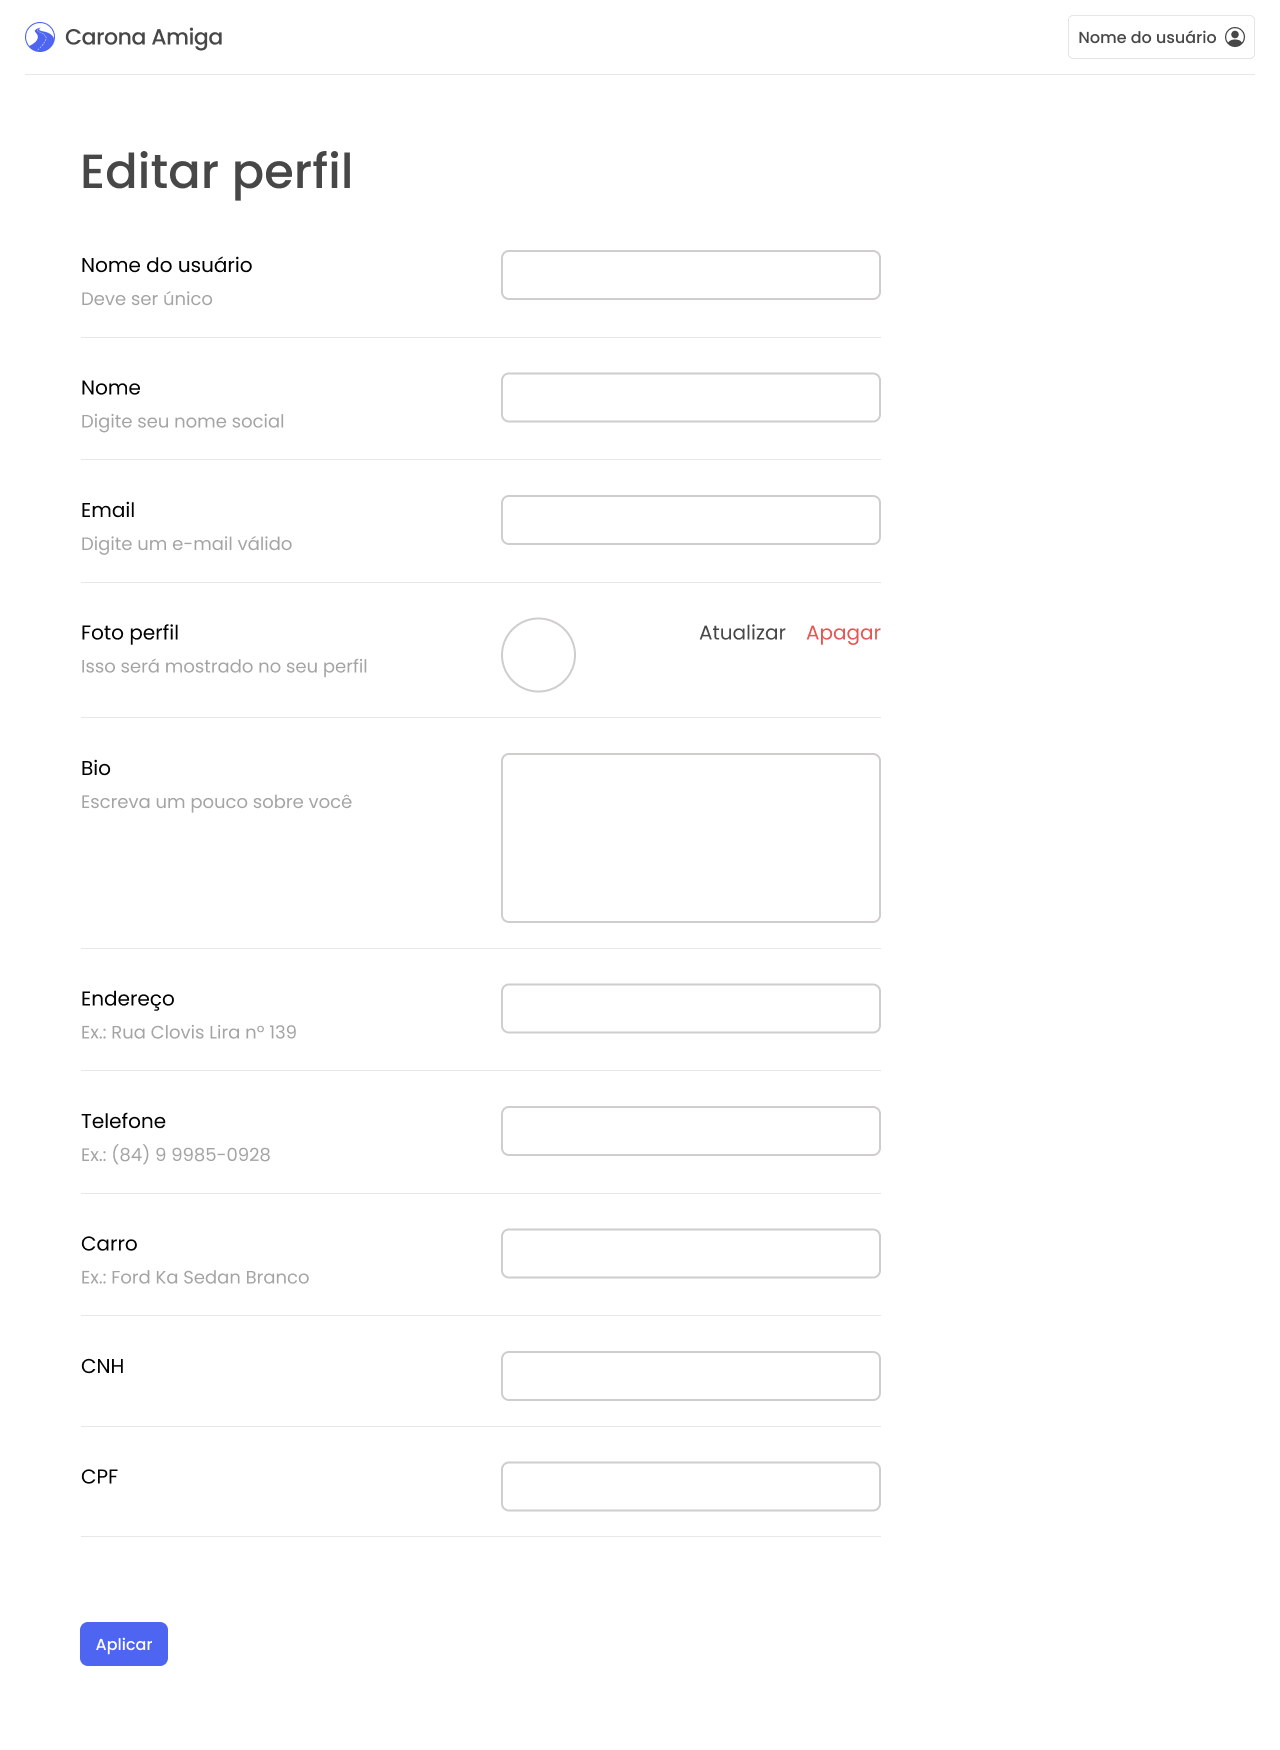 Carona Amiga
Nome do usuário
Editar perfil
Nome do usuário
Deve ser único
Nome
Digite seu nome social
Email
Digite um e-mail válido
Foto perfil
Isso será mostrado no seu perfil
Atualizar
Apagar
Bio
Escreva um pouco sobre você
Endereço
Ex.: Rua Clovis Lira nº 139
Telefone
Ex.: (84) 9 9985-0928
Carro
Ex.: Ford Ka Sedan Branco
CNH
CPF
Aplicar